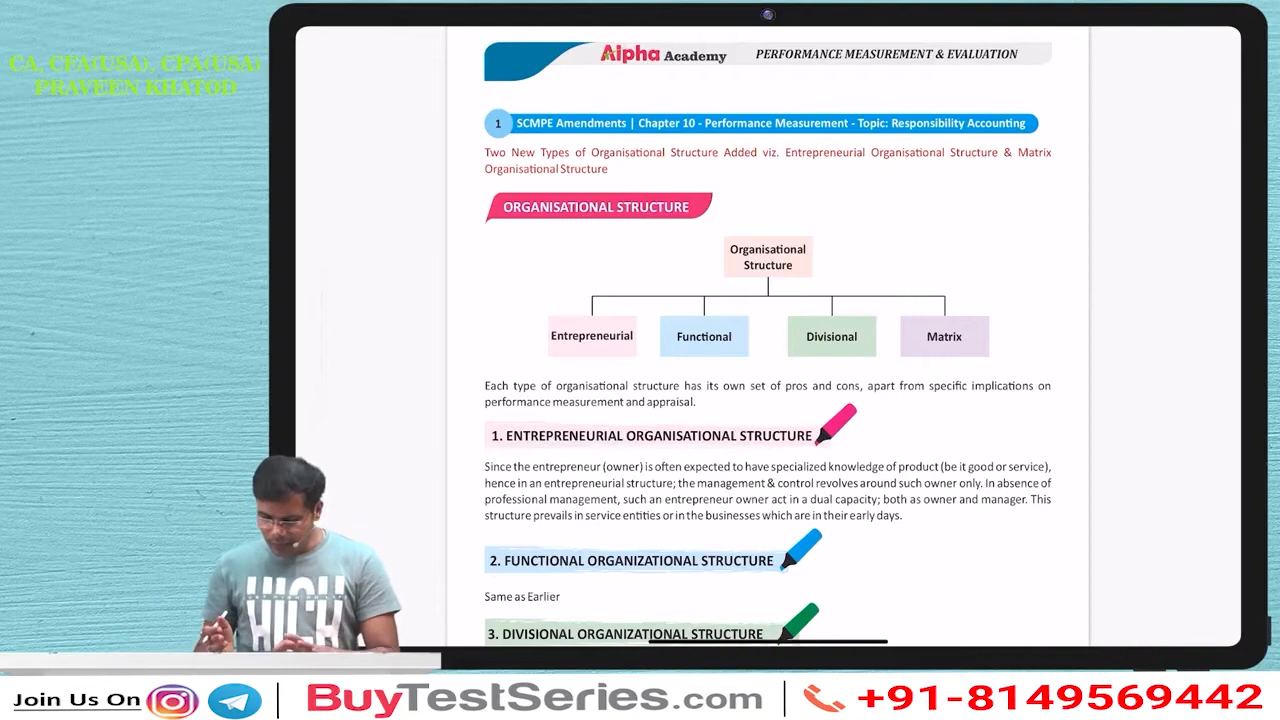 CA, CFA(USA), CPA(USA)
PRAVEEN KHATOD
Alpha Academy
PERFORMANCE MEASUREMENT & EVALUATION
1
SCMPE Amendments | Chapter 10 - Performance Measurement - Topic: Responsibility Accounting
Two New Types of Organisational Structure Added viz. Entrepreneurial Organisational Structure & Matrix
Organisational Structure
ORGANISATIONAL STRUCTURE
Organisational
Structure
Entrepreneurial
Functional
Divisional
Matrix
Each type of organisational structure has its own set of pros and cons, apart from specific implications on
performance measurement and appraisal.
1. ENTREPRENEURIAL ORGANISATIONAL STRUCTURE
Since the entrepreneur (owner) is often expected to have specialized knowledge of product (be it good or service),
hence in an entrepreneurial structure; the management & control revolves around such owner only. In absence of
professional management, such an entrepreneur owner act in a dual capacity; both as owner and manager. This
structure prevails in service entities or in the businesses which are in their early days.
2. FUNCTIONAL ORGANIZATIONAL STRUCTURE
Same as Earlier
3. DIVISIONAL ORGANIZATIONAL STRUCTURE
HIGH
Join Us On
BuyTestSeries.com
+91-8149569442